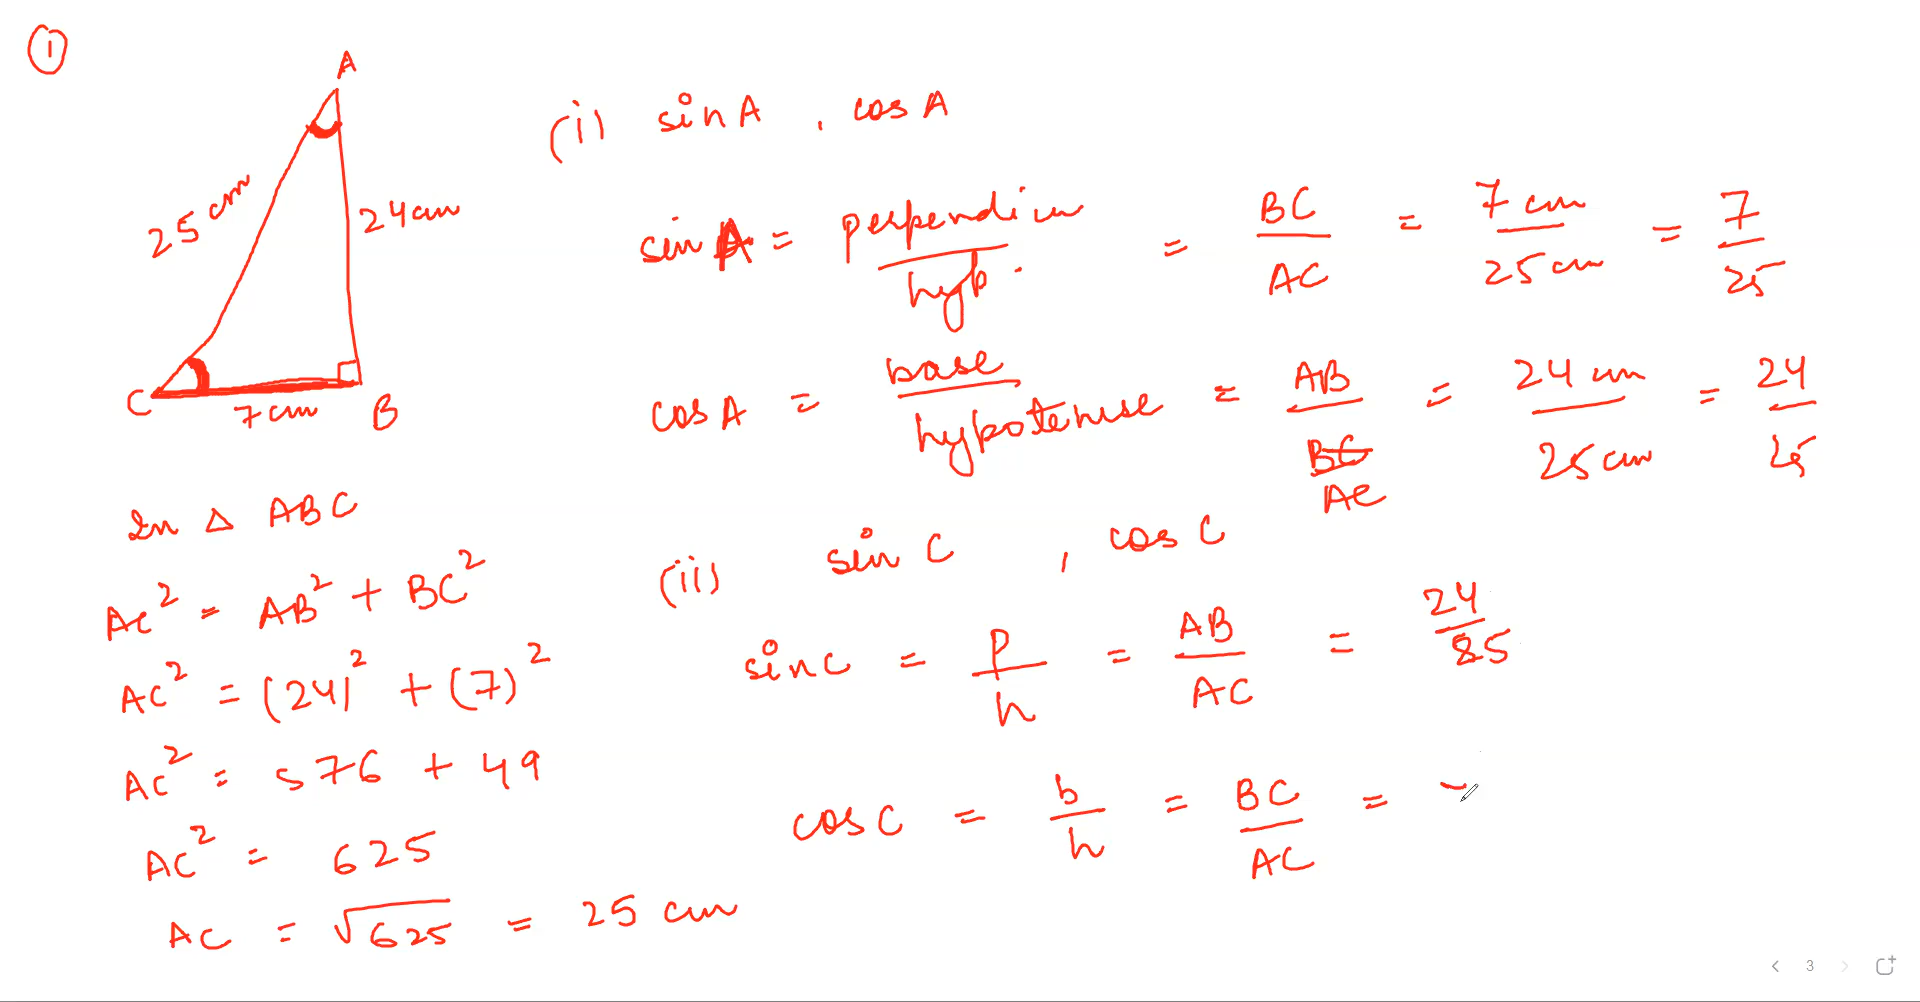 1
A
25 cm
24 cm
C
7 cm
B
In △ ABC
AC² = AB² + BC²
AC² = (24)² + (7)²
AC² = 576 + 49
AC² = 625
AC = √625 = 25 cm
(i) sin A , cos A
sin A = perpendicu/hyp. = BC/AC = 7 cm/25 cm = 7/25
cos A = base/hypotenuse = AB/AC = 24 cm/25 cm = 24/25
(ii) sin C , cos C
sin C = P/h = AB/AC = 24/25
cos C = b/h = BC/AC =
3